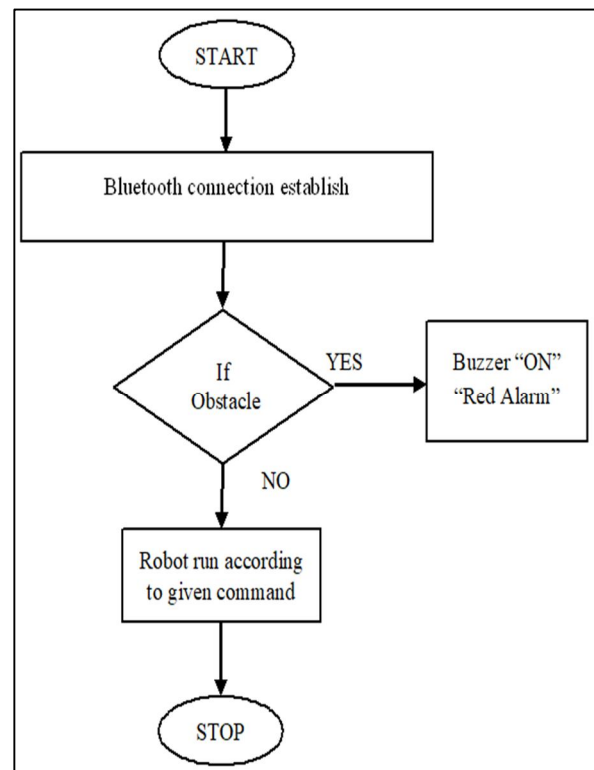 START
Bluetooth connection establish
If
Obstacle
YES
Buzzer “ON”
“Red Alarm”
NO
Robot run according
to given command
STOP